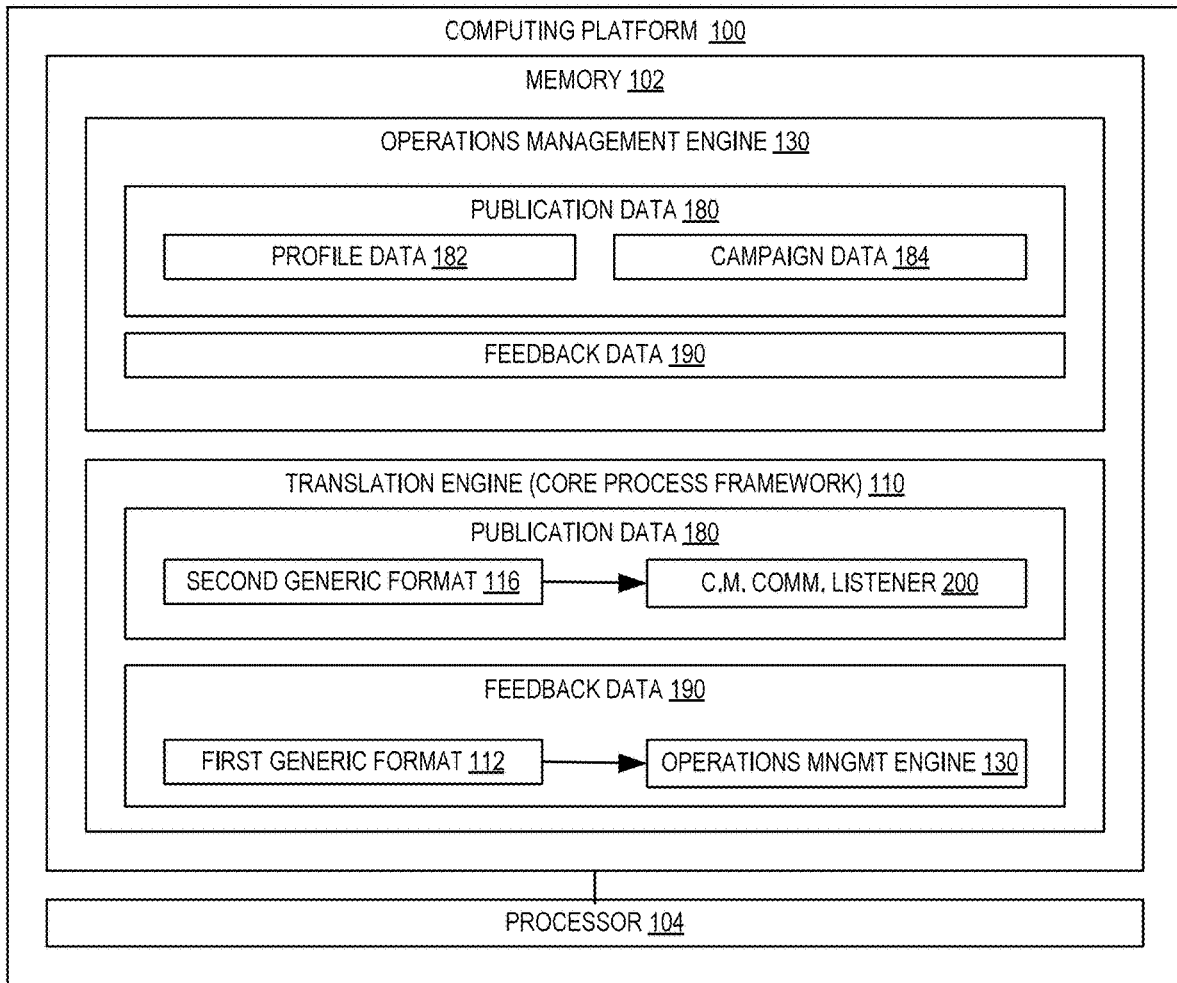 COMPUTING PLATFORM 100
MEMORY 102
OPERATIONS MANAGEMENT ENGINE 130
PUBLICATION DATA 180
PROFILE DATA 182
CAMPAIGN DATA 184
FEEDBACK DATA 190
TRANSLATION ENGINE (CORE PROCESS FRAMEWORK) 110
PUBLICATION DATA 180
SECOND GENERIC FORMAT 116
C.M. COMM. LISTENER 200
FEEDBACK DATA 190
FIRST GENERIC FORMAT 112
OPERATIONS MNGMT ENGINE 130
PROCESSOR 104